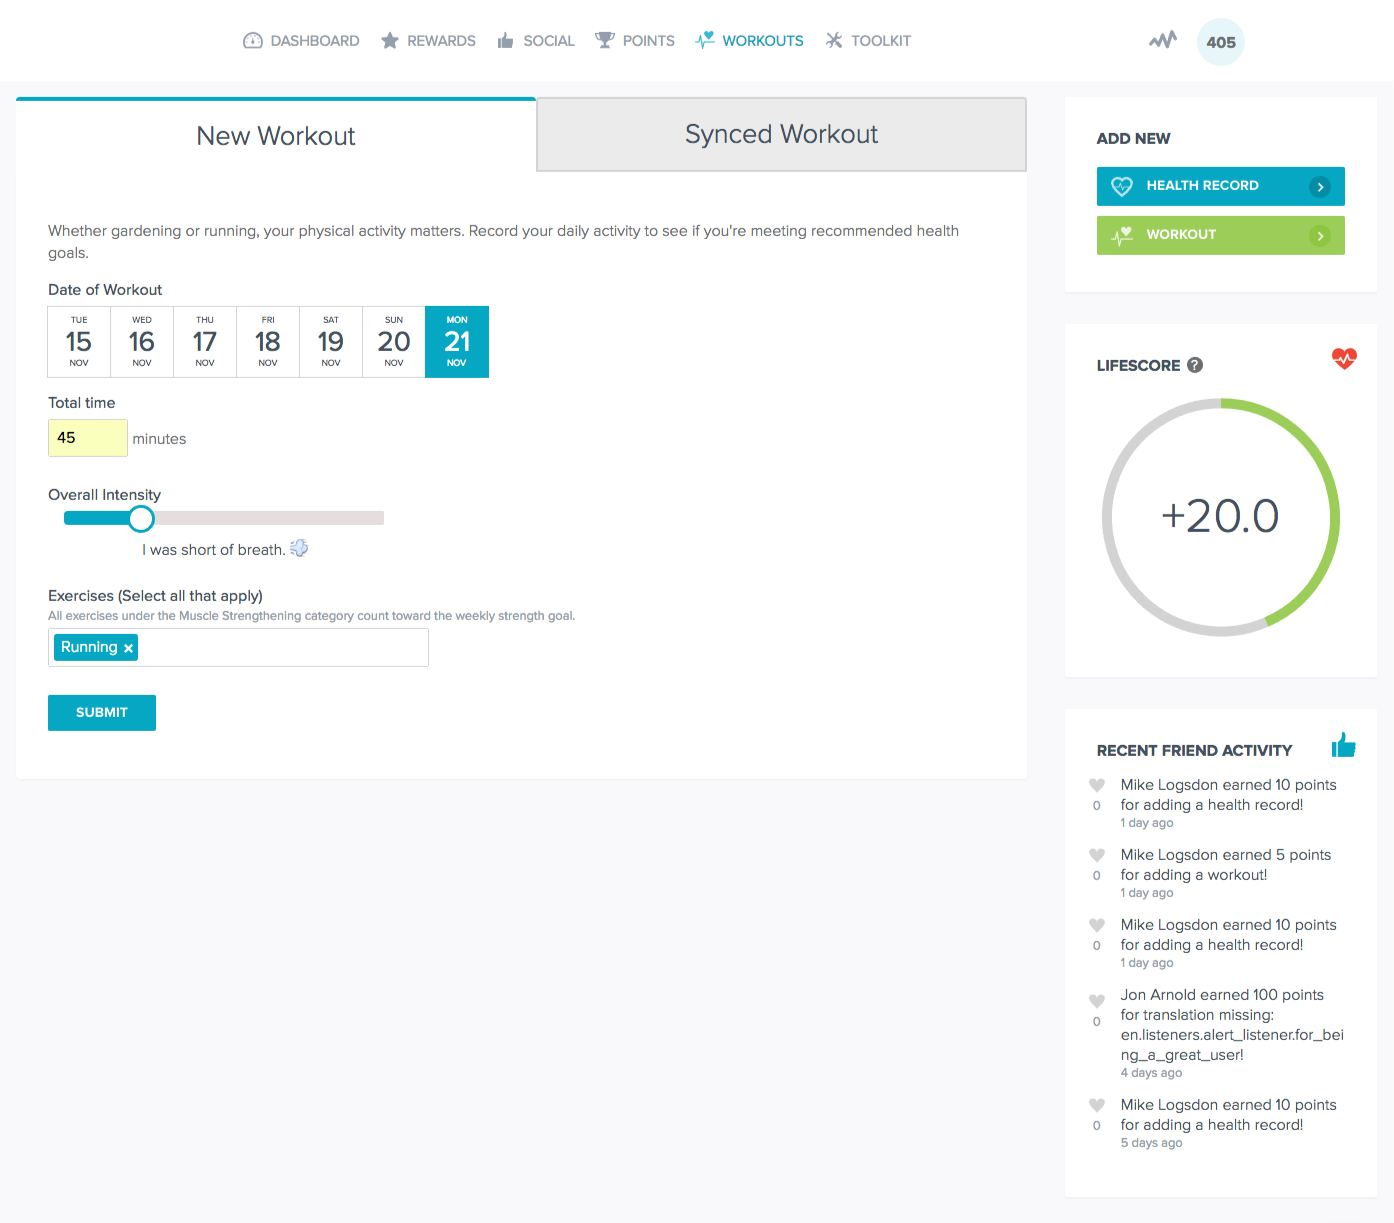 DASHBOARD REWARDS SOCIAL POINTS WORKOUTS TOOLKIT 405
New Workout
Synced Workout
Whether gardening or running, your physical activity matters. Record your daily activity to see if you're meeting recommended health
goals.
Date of Workout
TUE WED THU FRI SAT SUN MON
15 16 17 18 19 20 21
NOV NOV NOV NOV NOV NOV NOV
Total time
45 minutes
Overall Intensity
I was short of breath.
Exercises (Select all that apply)
All exercises under the Muscle Strengthening category count toward the weekly strength goal.
Running ×
SUBMIT
ADD NEW
HEALTH RECORD
WORKOUT
LIFESCORE ?
+20.0
RECENT FRIEND ACTIVITY
Mike Logsdon earned 10 points
0 for adding a health record!
1 day ago
Mike Logsdon earned 5 points
0 for adding a workout!
1 day ago
Mike Logsdon earned 10 points
0 for adding a health record!
1 day ago
Jon Arnold earned 100 points
0 for translation missing:
en.listeners.alert_listener.for_bei
ng_a_great_user!
4 days ago
Mike Logsdon earned 10 points
0 for adding a health record!
5 days ago